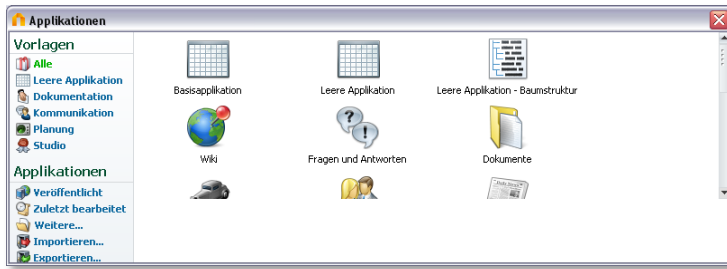 Applikationen
Vorlagen
Alle
Leere Applikation
Dokumentation
Kommunikation
Planung
Studio
Applikationen
Veröffentlicht
Zuletzt bearbeitet
Weitere...
Importieren...
Exportieren...
Basisapplikation
Leere Applikation
Leere Applikation - Baumstruktur
Wiki
Fragen und Antworten
Dokumente